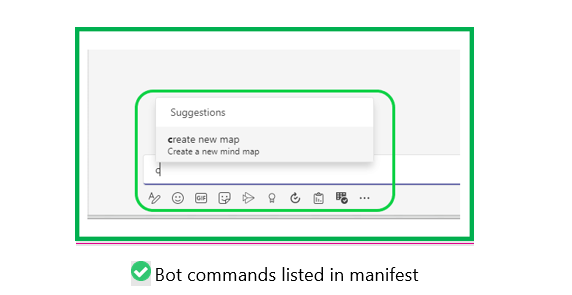 Suggestions
create new map
Create a new mind map
c
GIF
Bot commands listed in manifest